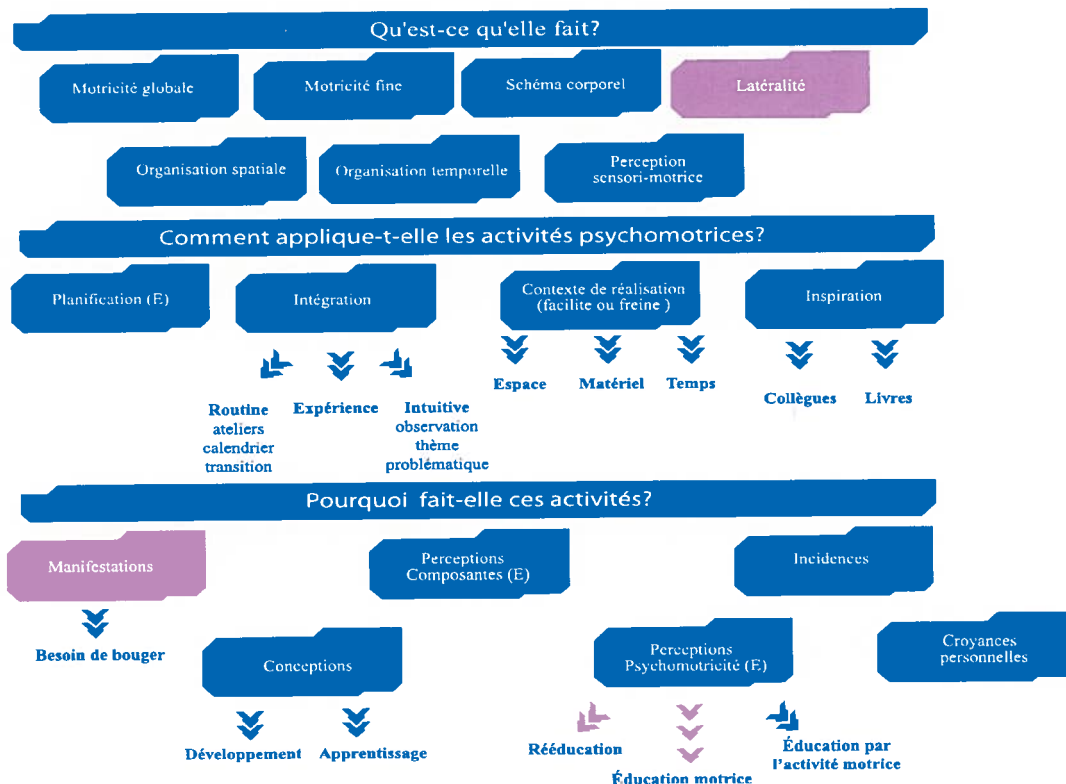 Qu'est-ce qu'elle fait?
Motricité globale
Motricité fine
Schéma corporel
Latéralité
Organisation spatiale
Organisation temporelle
Perception
sensori-motrice
Comment applique-t-elle les activités psychomotrices?
Planification (E)
Intégration
Contexte de réalisation
(facilite ou freine )
Inspiration
Routine
ateliers
calendrier
transition
Expérience
Intuitive
observation
thème
problématique
Espace
Matériel
Temps
Collègues
Livres
Pourquoi fait-elle ces activités?
Manifestations
Perceptions
Composantes (E)
Incidences
Besoin de bouger
Conceptions
Perceptions
Psychomotricité (E)
Croyances
personnelles
Développement
Apprentissage
Rééducation
Éducation motrice
Éducation par
l'activité motrice